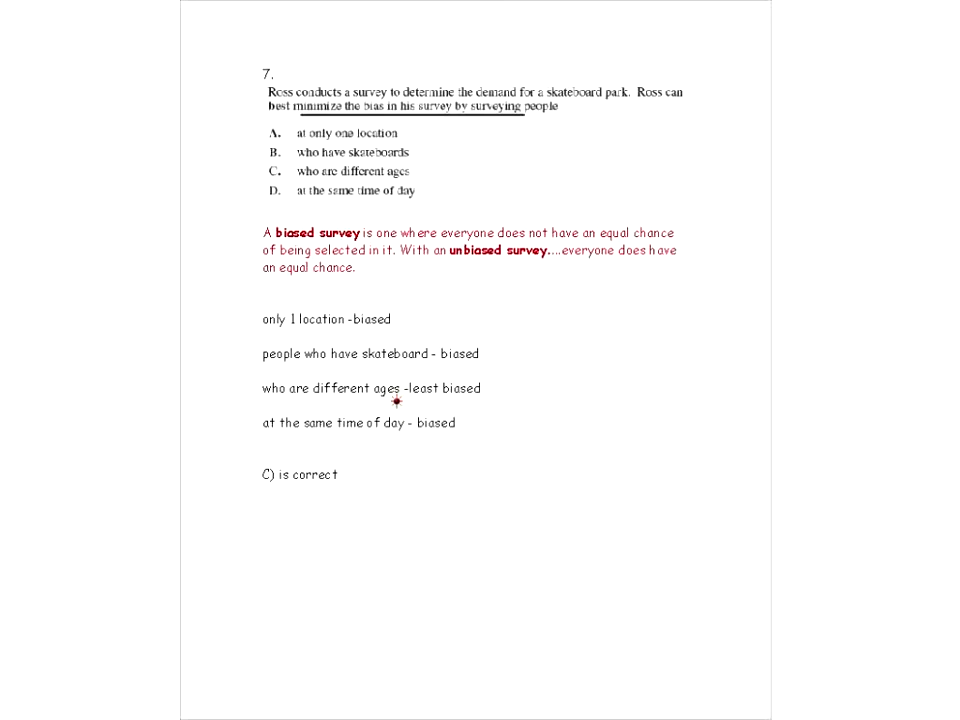 7.
Ross conducts a survey to determine the demand for a skateboard park. Ross can
best minimize the bias in his survey by surveying people
A. at only one location
B. who have skateboards
C. who are different ages
D. at the same time of day
A biased survey is one where everyone does not have an equal chance
of being selected in it. With an unbiased survey....everyone does have
an equal chance.
only 1 location -biased
people who have skateboard - biased
who are different ages -least biased
at the same time of day - biased
C) is correct